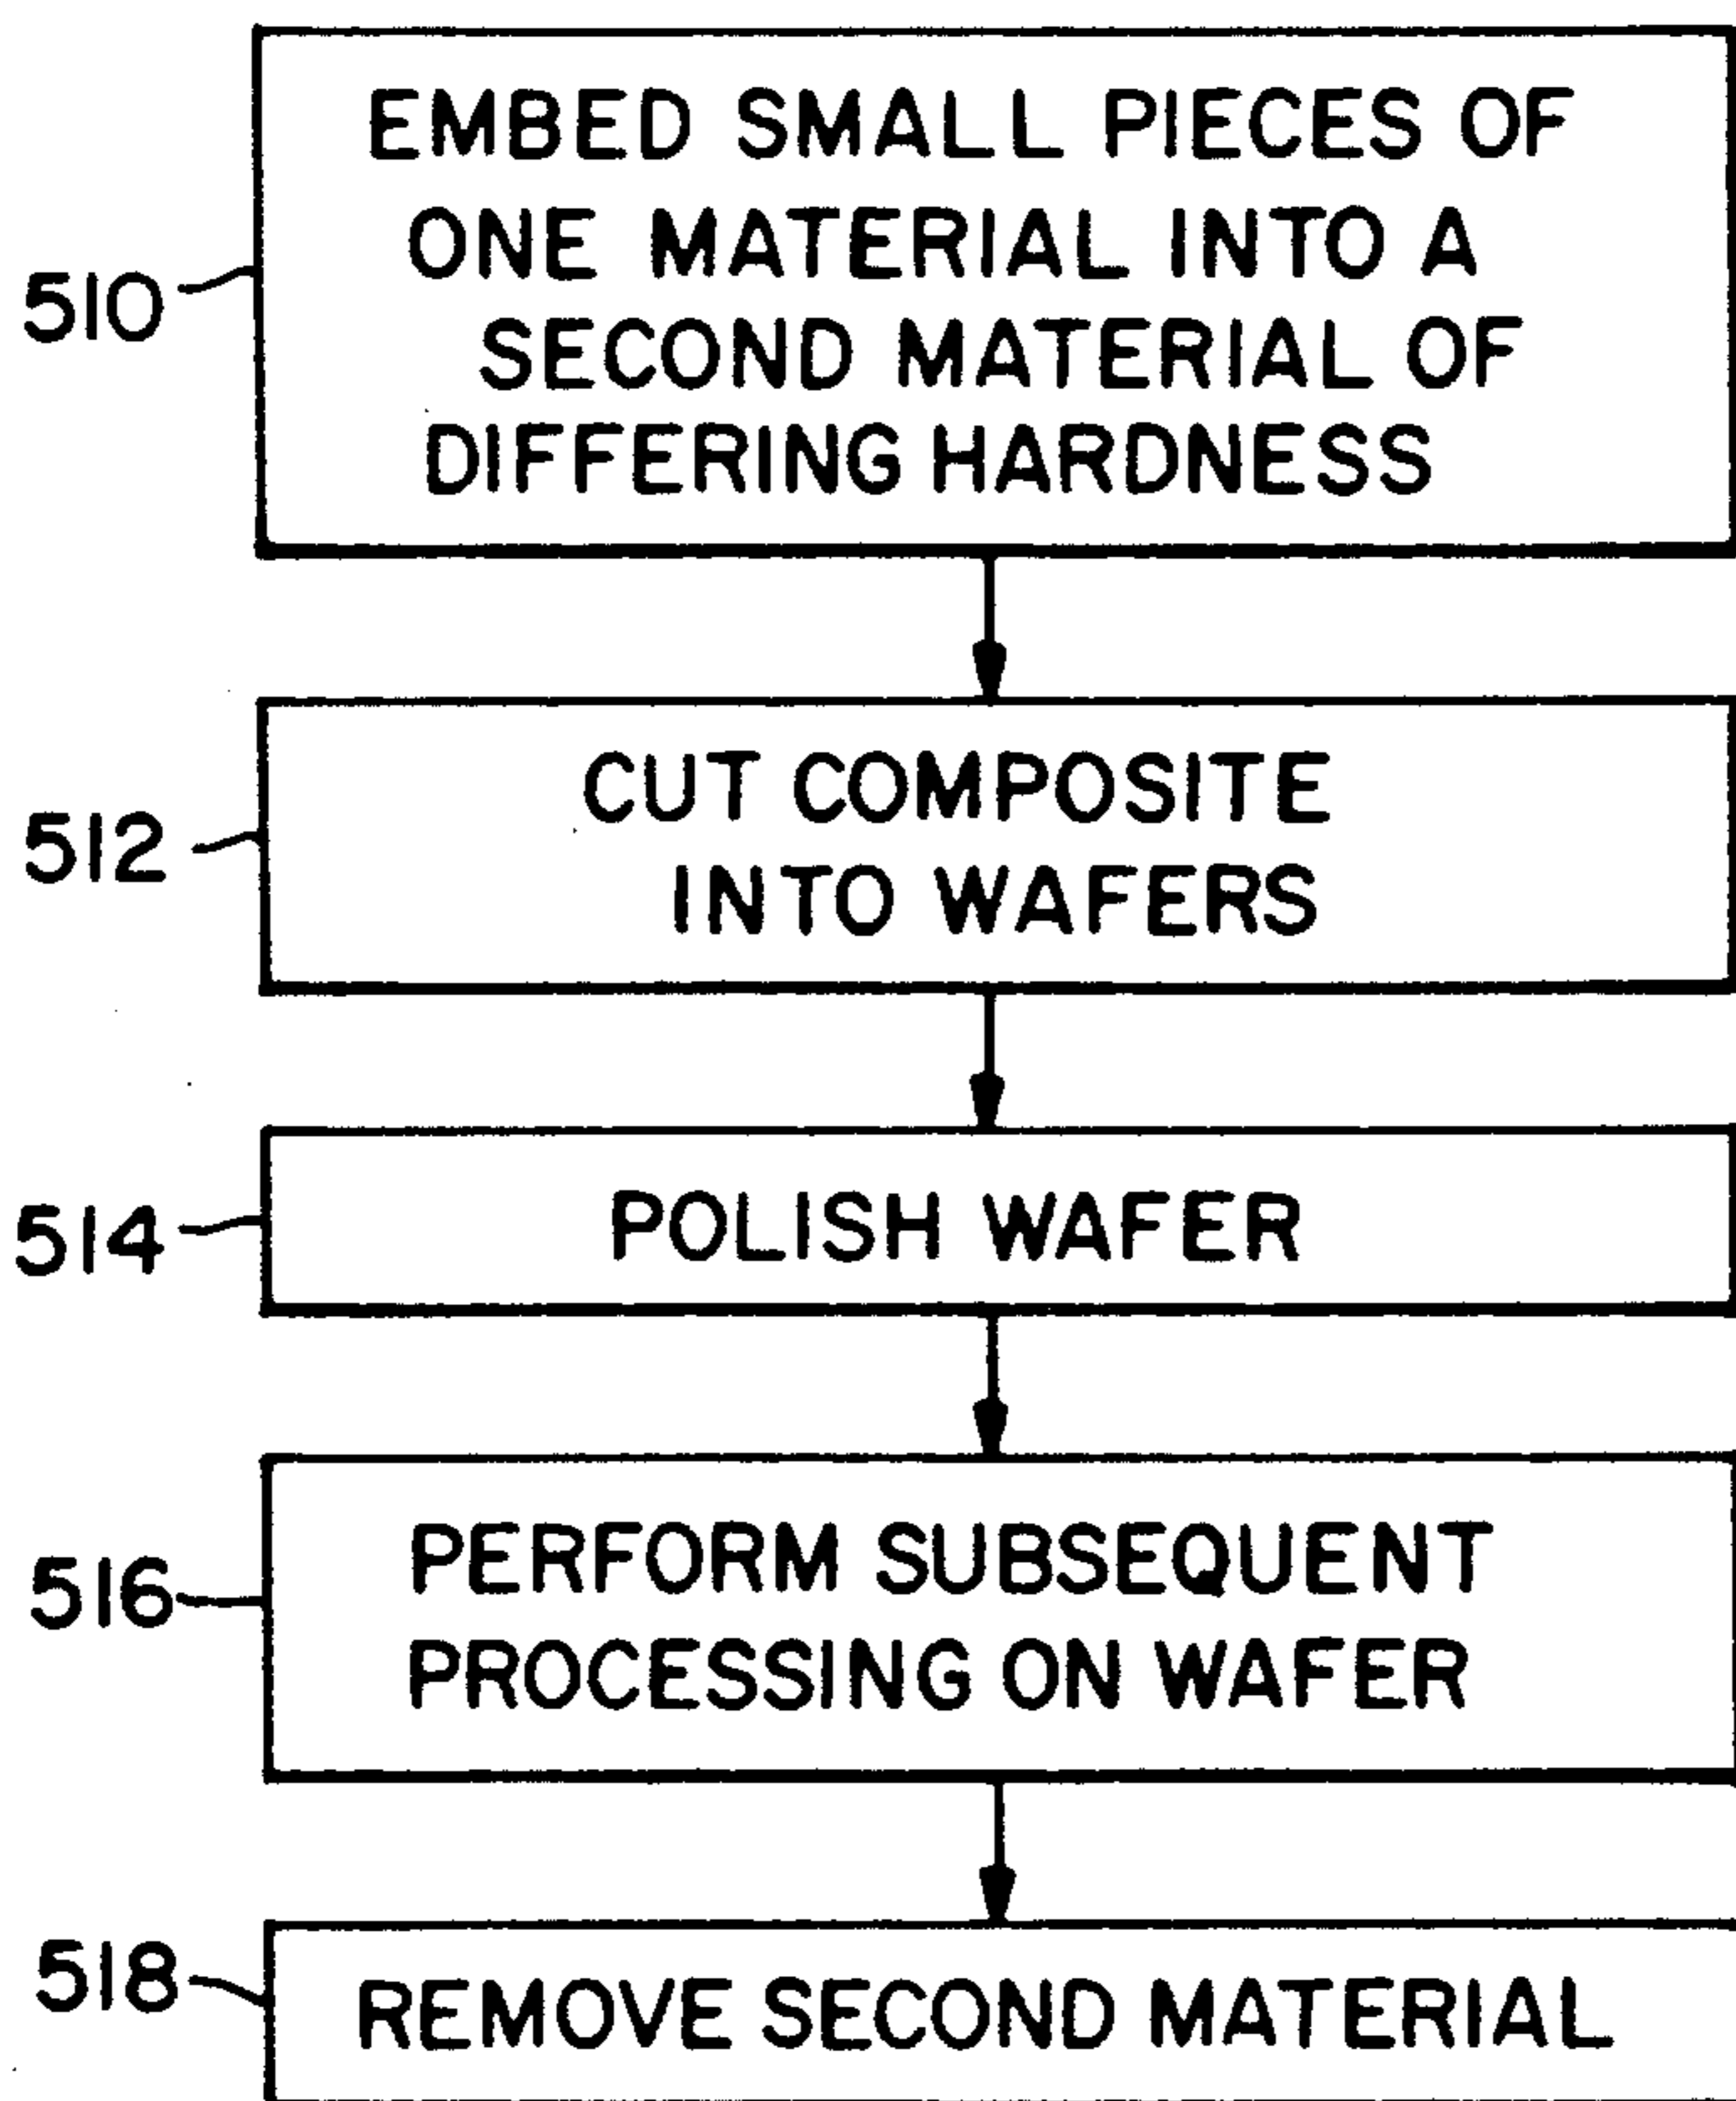 EMBED SMALL PIECES OF
ONE MATERIAL INTO A
SECOND MATERIAL OF
DIFFERING HARDNESS
510
CUT COMPOSITE
INTO WAFERS
512
POLISH WAFER
514
PERFORM SUBSEQUENT
PROCESSING ON WAFER
516
REMOVE SECOND MATERIAL
518